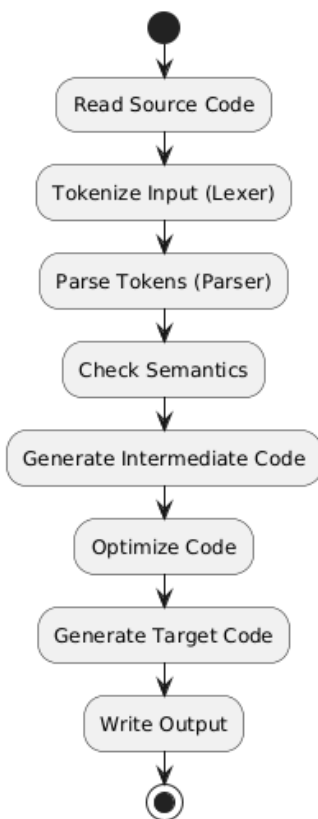 Read Source Code
Tokenize Input (Lexer)
Parse Tokens (Parser)
Check Semantics
Generate Intermediate Code
Optimize Code
Generate Target Code
Write Output